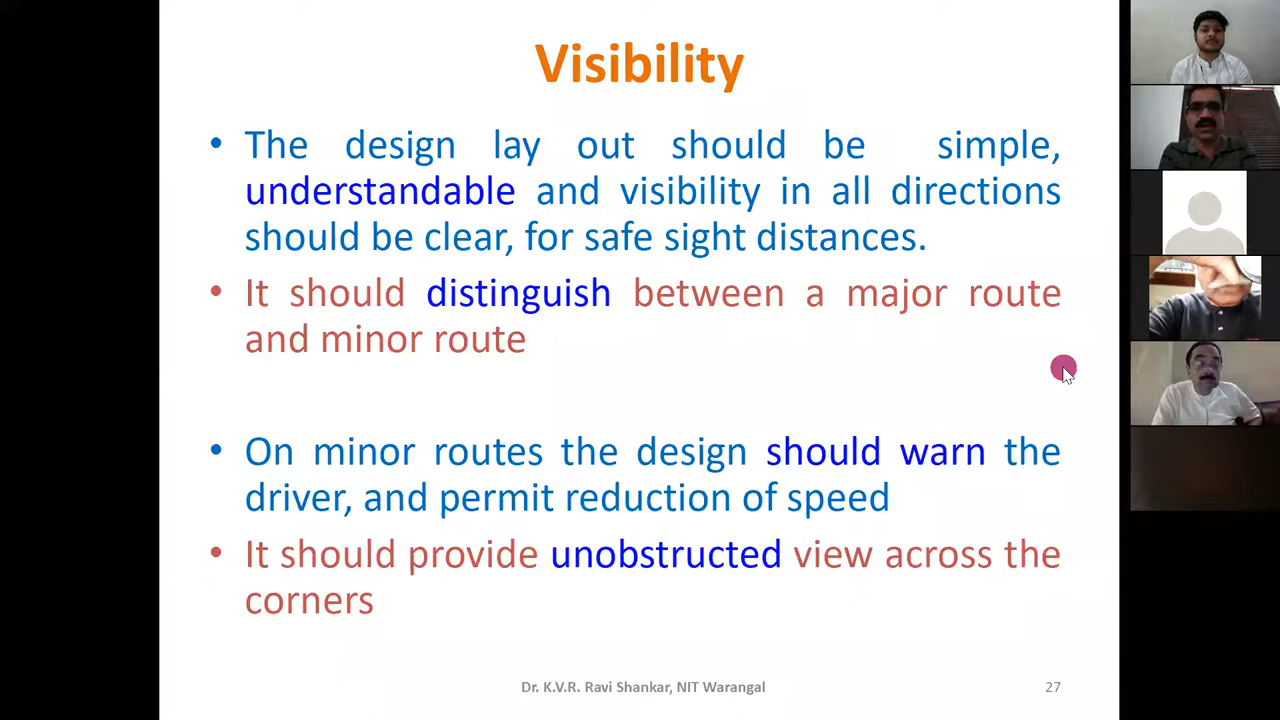 Visibility
• The design lay out should be simple,
understandable and visibility in all directions
should be clear, for safe sight distances.
• It should distinguish between a major route
and minor route
• On minor routes the design should warn the
driver, and permit reduction of speed
• It should provide unobstructed view across the
corners
Dr. K.V.R. Ravi Shankar, NIT Warangal
27